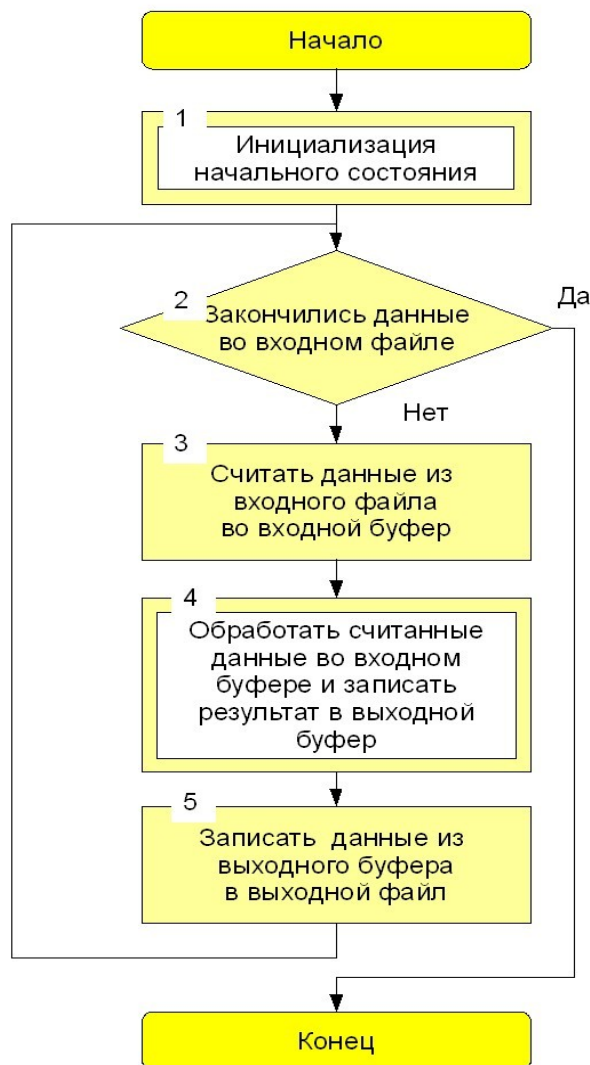 Начало
1
Инициализация
начального состояния
2
Закончились данные
во входном файле
Да
Нет
3
Считать данные из
входного файла
во входной буфер
4
Обработать считанные
данные во входном
буфере и записать
результат в выходной
буфер
5
Записать данные из
выходного буфера
в выходной файл
Конец